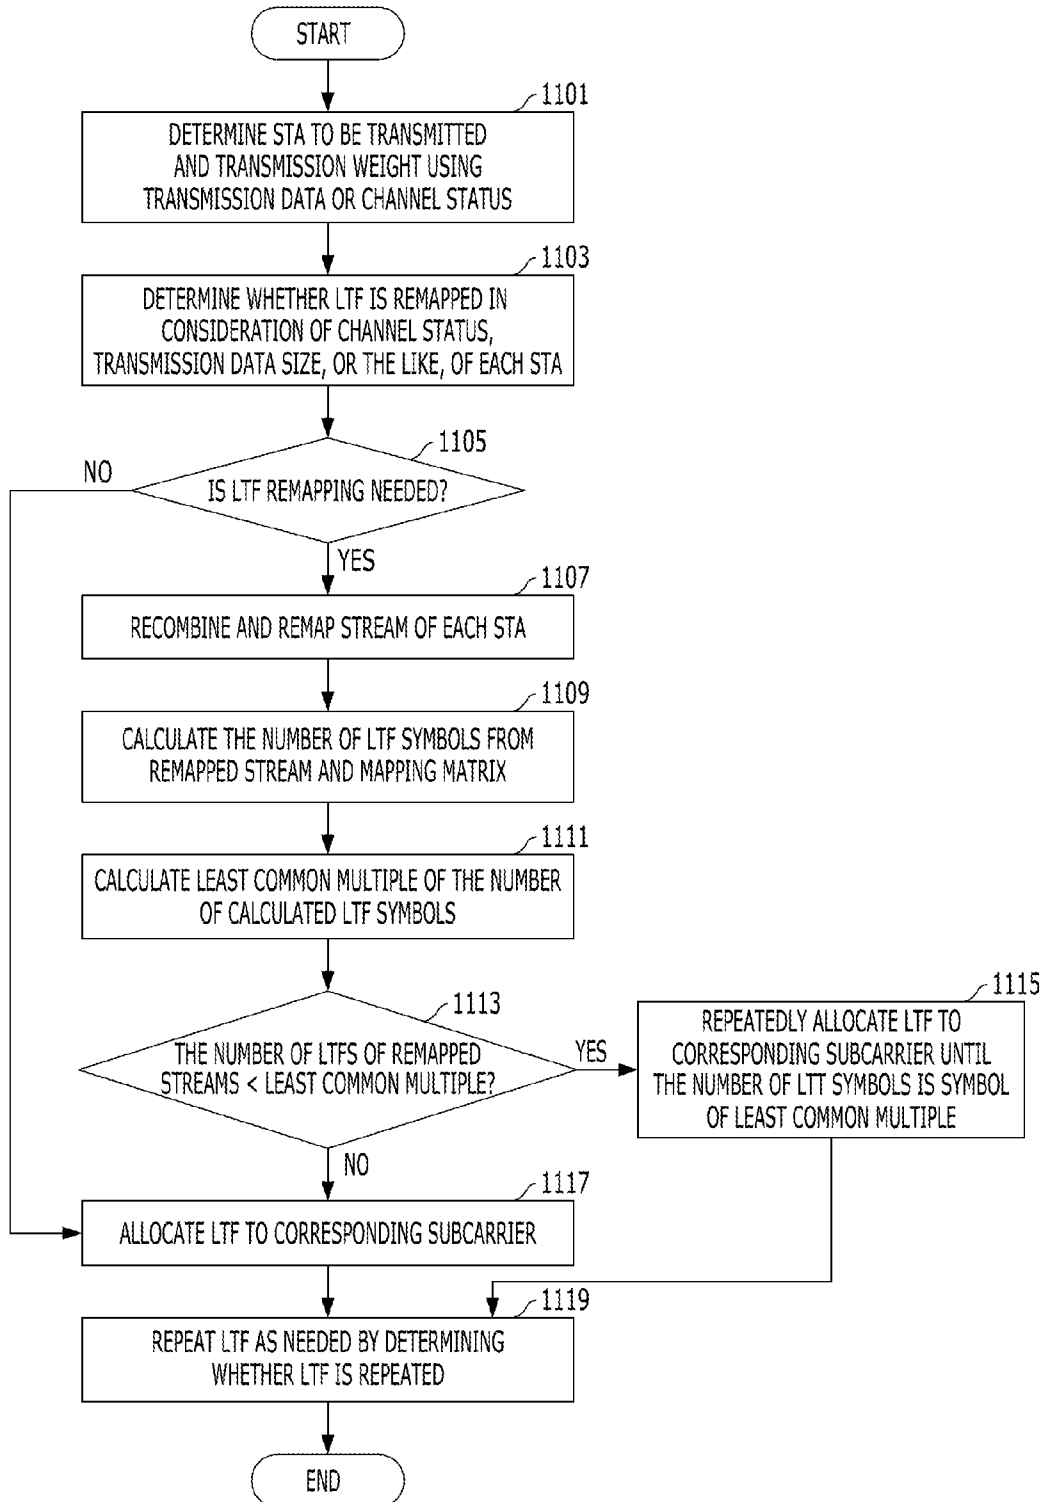 START
1101
DETERMINE STA TO BE TRANSMITTED
AND TRANSMISSION WEIGHT USING
TRANSMISSION DATA OR CHANNEL STATUS
1103
DETERMINE WHETHER LTF IS REMAPPED IN
CONSIDERATION OF CHANNEL STATUS,
TRANSMISSION DATA SIZE, OR THE LIKE, OF EACH STA
1105
NO
IS LTF REMAPPING NEEDED?
YES
1107
RECOMBINE AND REMAP STREAM OF EACH STA
1109
CALCULATE THE NUMBER OF LTF SYMBOLS FROM
REMAPPED STREAM AND MAPPING MATRIX
1111
CALCULATE LEAST COMMON MULTIPLE OF THE NUMBER
OF CALCULATED LTF SYMBOLS
1113
THE NUMBER OF LTFS OF REMAPPED
STREAMS < LEAST COMMON MULTIPLE?
YES
1115
REPEATEDLY ALLOCATE LTF TO
CORRESPONDING SUBCARRIER UNTIL
THE NUMBER OF LTT SYMBOLS IS SYMBOL
OF LEAST COMMON MULTIPLE
NO
1117
ALLOCATE LTF TO CORRESPONDING SUBCARRIER
1119
REPEAT LTF AS NEEDED BY DETERMINING
WHETHER LTF IS REPEATED
END